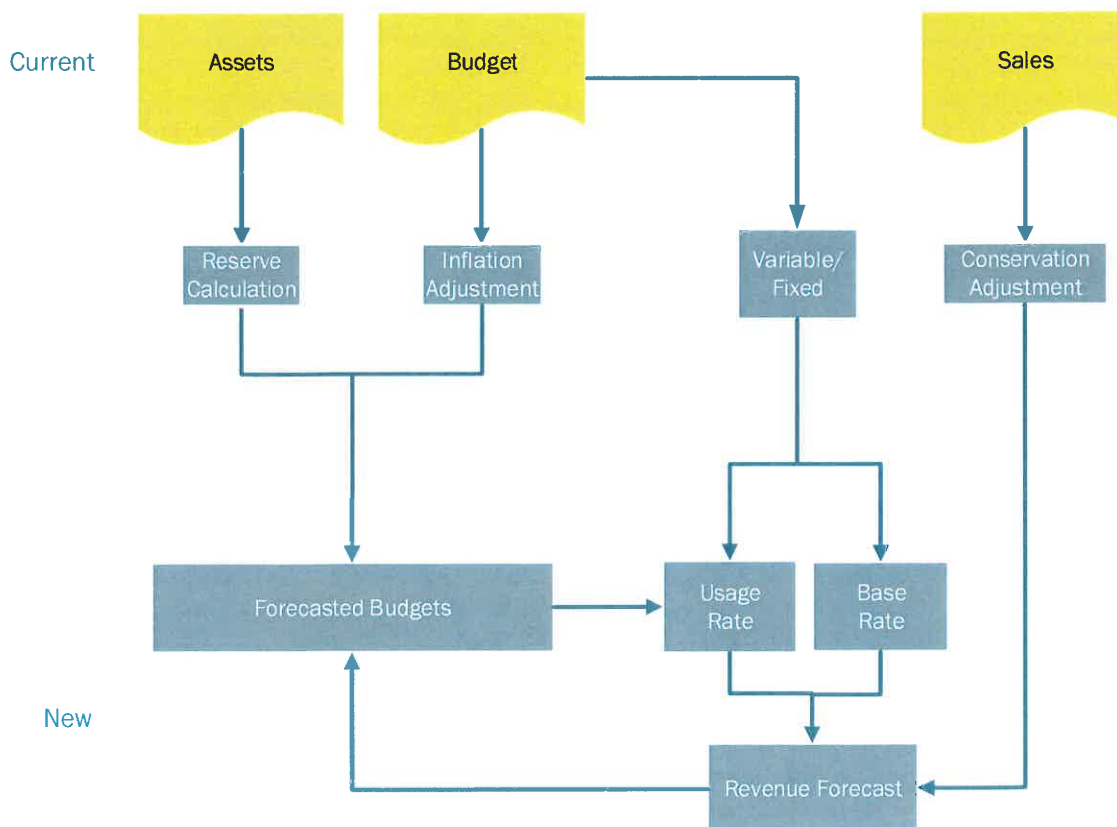 Current
Assets
Budget
Sales
Reserve
Calculation
Inflation
Adjustment
Variable/
Fixed
Conservation
Adjustment
Forecasted Budgets
Usage
Rate
Base
Rate
New
Revenue Forecast